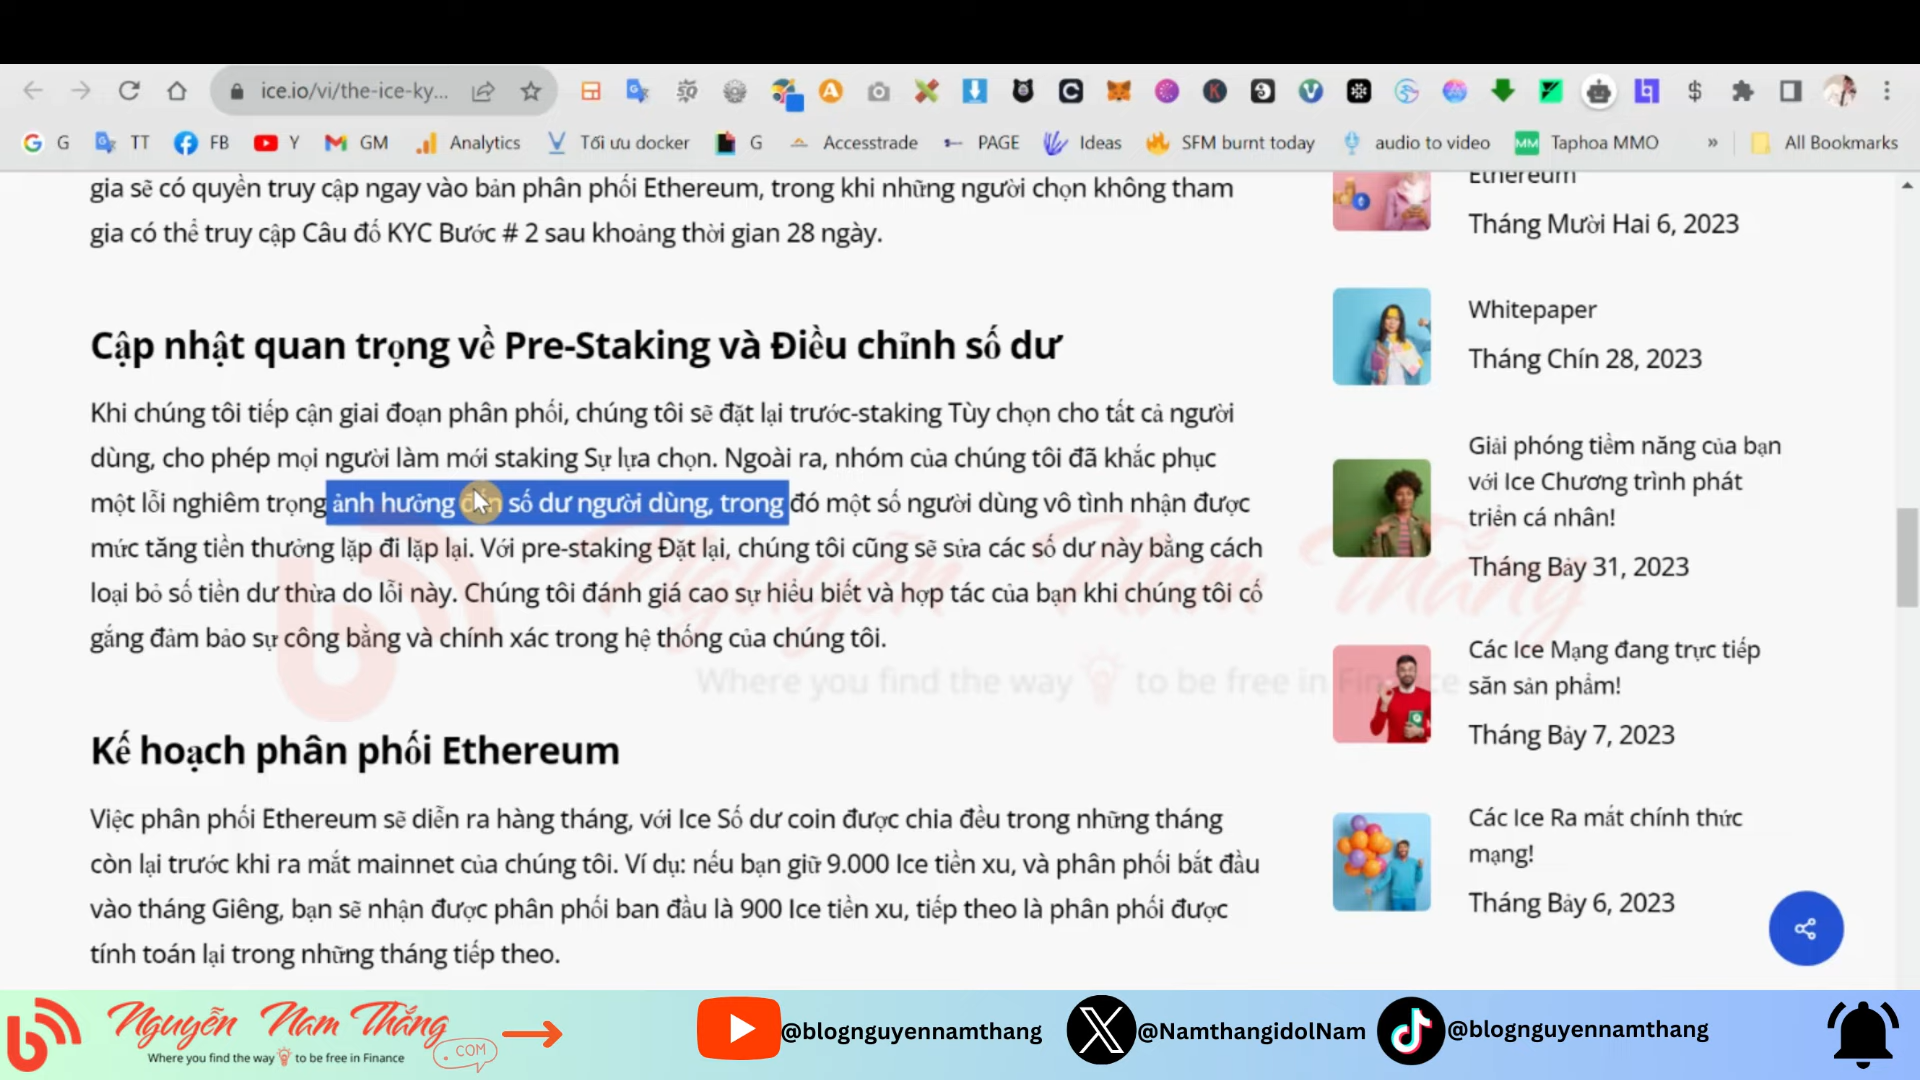 ice.io/vi/the-ice-ky...
G
TT
FB
Y
GM
Analytics
Tối ưu docker
G
Accesstrade
PAGE
Ideas
SFM burnt today
audio to video
MM
Taphoa MMO
»
All Bookmarks
gia sẽ có quyền truy cập ngay vào bản phân phối Ethereum, trong khi những người chọn không tham
gia có thể truy cập Câu đố KYC Bước # 2 sau khoảng thời gian 28 ngày.
Cập nhật quan trọng về Pre-Staking và Điều chỉnh số dư
Khi chúng tôi tiếp cận giai đoạn phân phối, chúng tôi sẽ đặt lại trước-staking Tùy chọn cho tất cả người
dùng, cho phép mọi người làm mới staking Sự lựa chọn. Ngoài ra, nhóm của chúng tôi đã khắc phục
một lỗi nghiêm trọng ảnh hưởng đến số dư người dùng, trong đó một số người dùng vô tình nhận được
mức tăng tiền thưởng lặp đi lặp lại. Với pre-staking Đặt lại, chúng tôi cũng sẽ sửa các số dư này bằng cách
loại bỏ số tiền dư thừa do lỗi này. Chúng tôi đánh giá cao sự hiểu biết và hợp tác của bạn khi chúng tôi cố
gắng đảm bảo sự công bằng và chính xác trong hệ thống của chúng tôi.
Nguyễn Nam Thắng
Where you find the way to be free in Finance
Kế hoạch phân phối Ethereum
Việc phân phối Ethereum sẽ diễn ra hàng tháng, với Ice Số dư coin được chia đều trong những tháng
còn lại trước khi ra mắt mainnet của chúng tôi. Ví dụ: nếu bạn giữ 9.000 Ice tiền xu, và phân phối bắt đầu
vào tháng Giêng, bạn sẽ nhận được phân phối ban đầu là 900 Ice tiền xu, tiếp theo là phân phối được
tính toán lại trong những tháng tiếp theo.
Ethereum
Tháng Mười Hai 6, 2023
Whitepaper
Tháng Chín 28, 2023
Giải phóng tiềm năng của bạn
với Ice Chương trình phát
triển cá nhân!
Tháng Bảy 31, 2023
Các Ice Mạng đang trực tiếp
săn sản phẩm!
Tháng Bảy 7, 2023
Các Ice Ra mắt chính thức
mạng!
Tháng Bảy 6, 2023
Nguyễn Nam Thắng
Where you find the way to be free in Finance
.COM
@blognguyennamthang
@NamthangidolNam
@blognguyennamthang